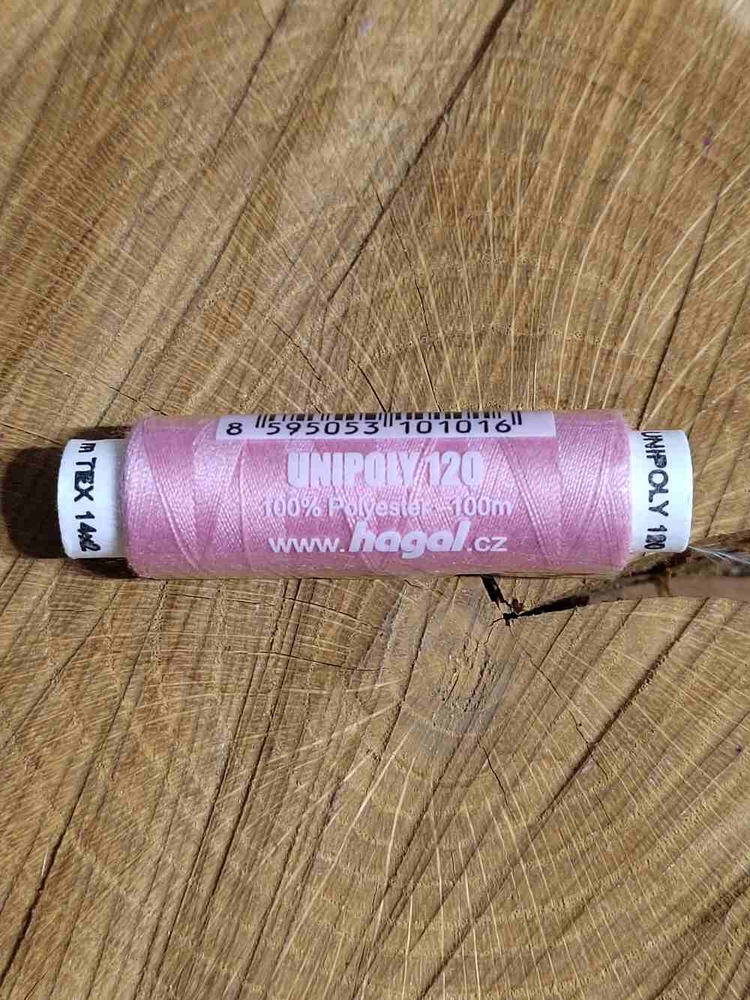 8 595053 101016
UNIPOLY 120
100% Polyester - 100m
www.hagal.cz
TEX 14x2
UNIPOLY 120